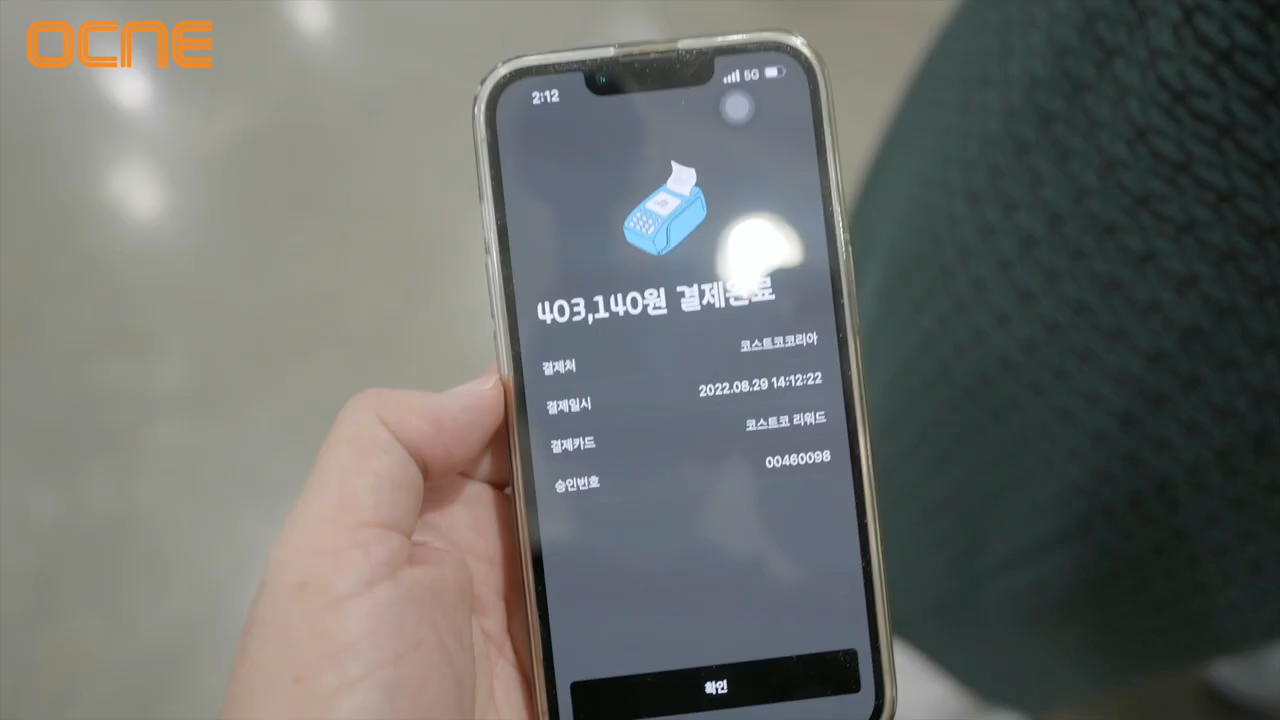 OCNE
2:12
5G
403,140원 결제완료
결제처 코스트코코리아
결제일시 2022.08.29 14:12:22
결제카드 코스트코 리워드
승인번호 00460098
확인